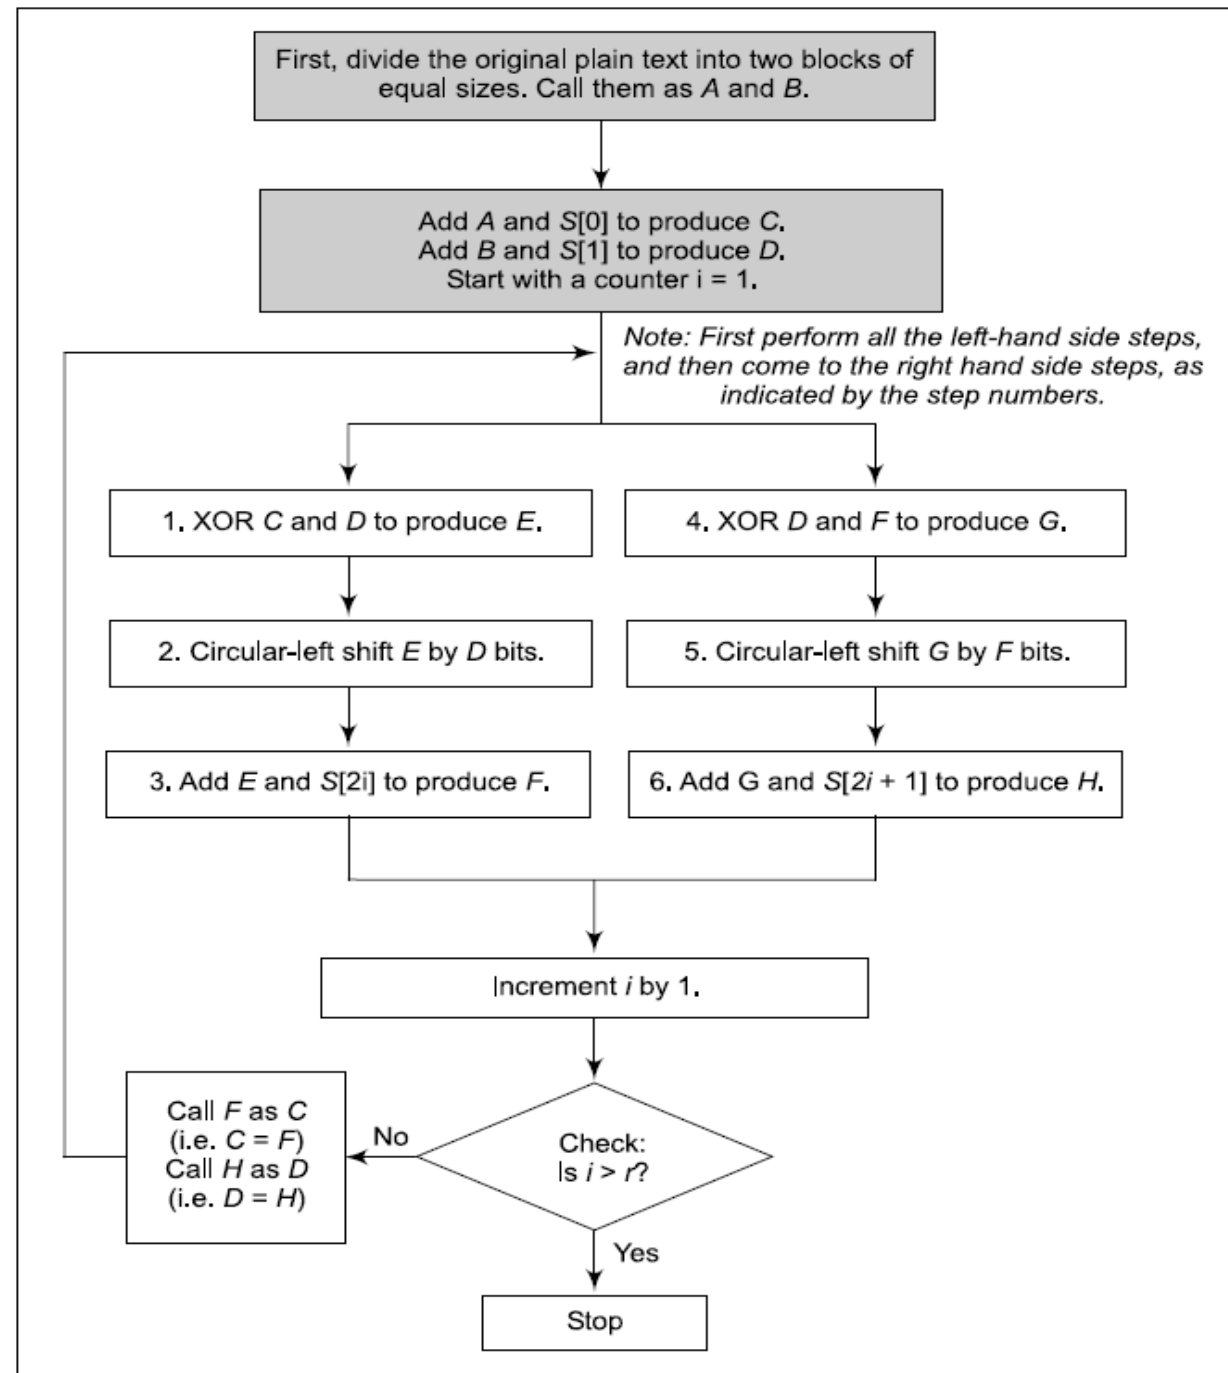 First, divide the original plain text into two blocks of
equal sizes. Call them as A and B.
Add A and S[0] to produce C.
Add B and S[1] to produce D.
Start with a counter i = 1.
Note: First perform all the left-hand side steps,
and then come to the right hand side steps, as
indicated by the step numbers.
1. XOR C and D to produce E.
2. Circular-left shift E by D bits.
3. Add E and S[2i] to produce F.
4. XOR D and F to produce G.
5. Circular-left shift G by F bits.
6. Add G and S[2i + 1] to produce H.
Increment i by 1.
Check:
Is i > r?
No
Call F as C
(i.e. C = F)
Call H as D
(i.e. D = H)
Yes
Stop